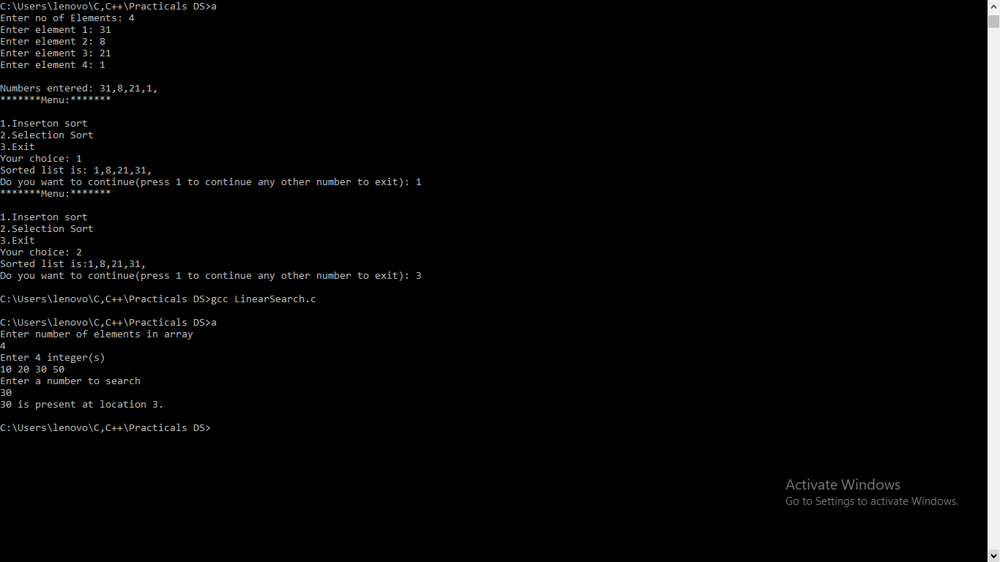 C:\Users\lenovo\C,C++\Practicals DS>a
Enter no of Elements: 4
Enter element 1: 31
Enter element 2: 8
Enter element 3: 21
Enter element 4: 1
Numbers entered: 31,8,21,1,
*******Menu:*******
1.Inserton sort
2.Selection Sort
3.Exit
Your choice: 1
Sorted list is: 1,8,21,31,
Do you want to continue(press 1 to continue any other number to exit): 1
*******Menu:*******
1.Inserton sort
2.Selection Sort
3.Exit
Your choice: 2
Sorted list is:1,8,21,31,
Do you want to continue(press 1 to continue any other number to exit): 3
C:\Users\lenovo\C,C++\Practicals DS>gcc LinearSearch.c
C:\Users\lenovo\C,C++\Practicals DS>a
Enter number of elements in array
4
Enter 4 integer(s)
10 20 30 50
Enter a number to search
30
30 is present at location 3.
C:\Users\lenovo\C,C++\Practicals DS>
Activate Windows
Go to Settings to activate Windows.